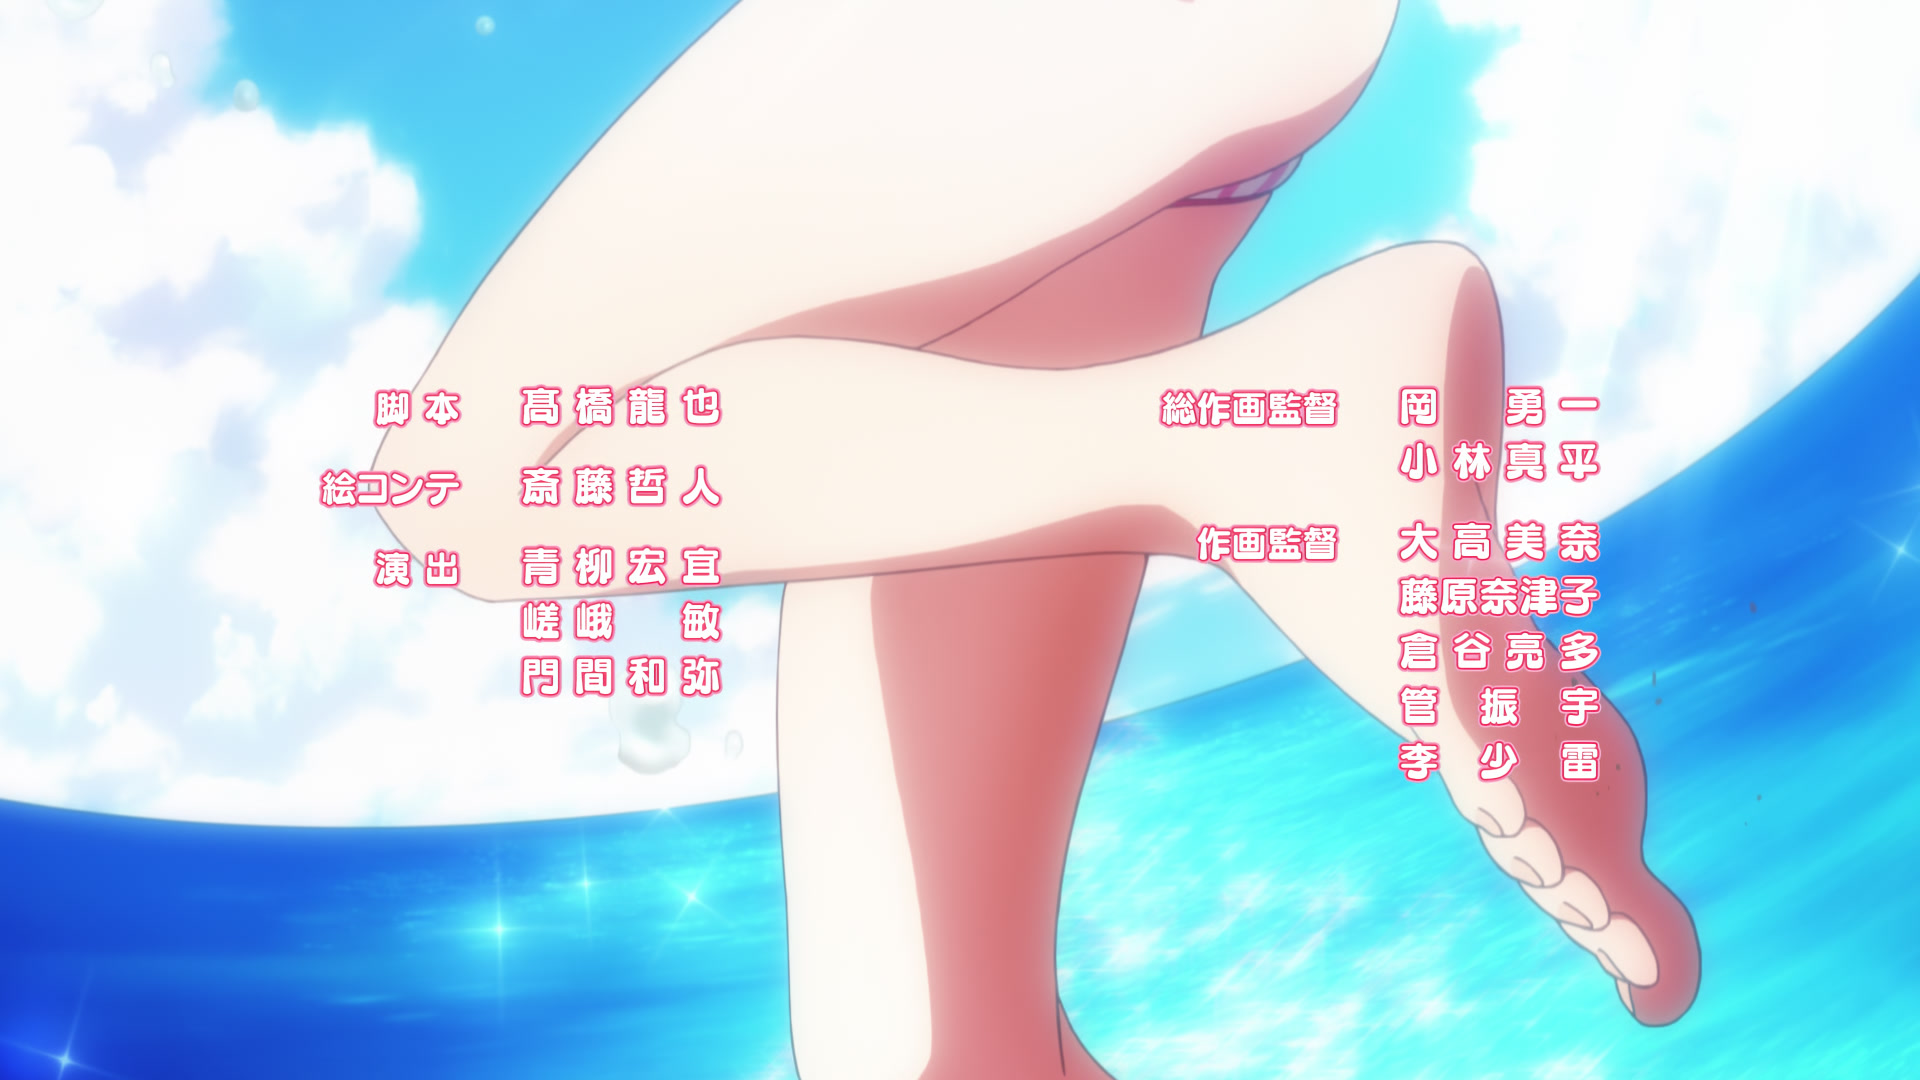 脚本 髙橋龍也
絵コンテ 斎藤哲人
演出 青柳宏宜
嵯峨敏
門間和弥
総作画監督 岡勇一
小林真平
作画監督 大高美奈
藤原奈津子
倉谷亮多
管振宇
李少雷